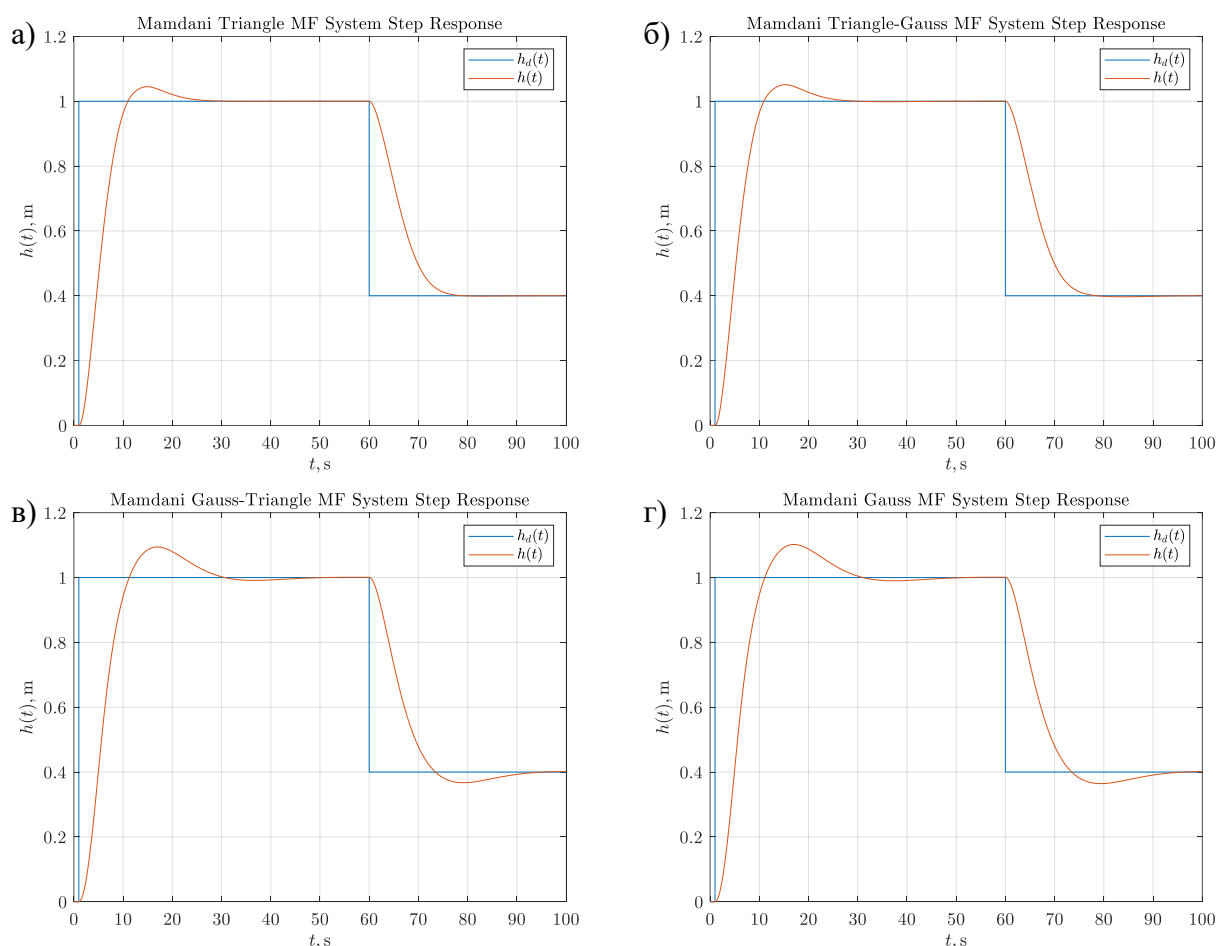 а)
Mamdani Triangle MF System Step Response
1.2
1
0.8
0.6
0.4
0.2
0
h(t), m
h_d(t)
h(t)
0 10 20 30 40 50 60 70 80 90 100
t, s
б)
Mamdani Triangle-Gauss MF System Step Response
1.2
1
0.8
0.6
0.4
0.2
0
h(t), m
h_d(t)
h(t)
0 10 20 30 40 50 60 70 80 90 100
t, s
в)
Mamdani Gauss-Triangle MF System Step Response
1.2
1
0.8
0.6
0.4
0.2
0
h(t), m
h_d(t)
h(t)
0 10 20 30 40 50 60 70 80 90 100
t, s
г)
Mamdani Gauss MF System Step Response
1.2
1
0.8
0.6
0.4
0.2
0
h(t), m
h_d(t)
h(t)
0 10 20 30 40 50 60 70 80 90 100
t, s